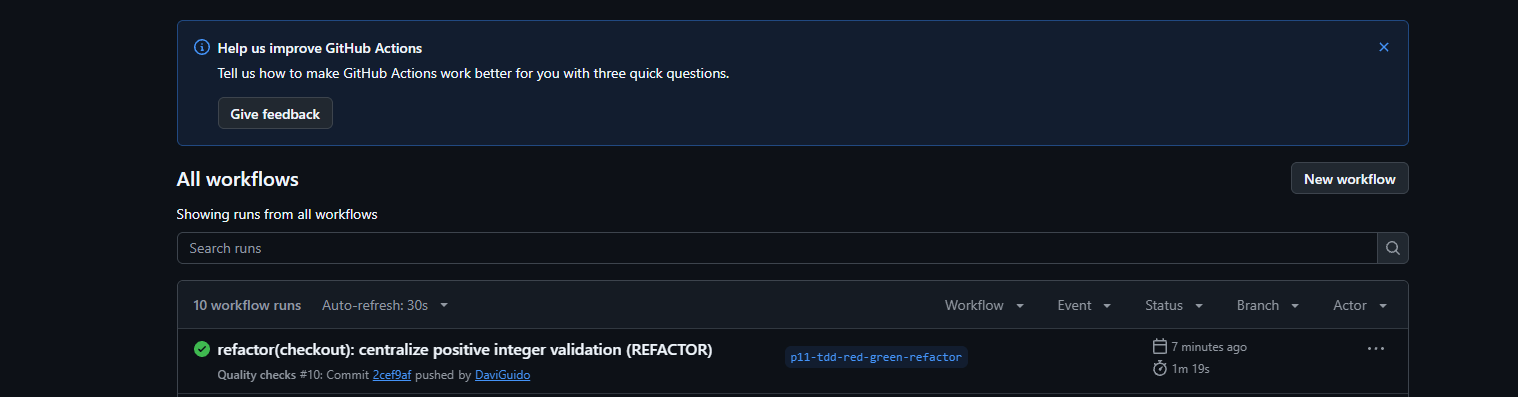 Help us improve GitHub Actions
Tell us how to make GitHub Actions work better for you with three quick questions.
Give feedback
All workflows
New workflow
Showing runs from all workflows
Search runs
10 workflow runs Auto-refresh: 30s Workflow Event Status Branch Actor
refactor(checkout): centralize positive integer validation (REFACTOR)
p11-tdd-red-green-refactor
7 minutes ago
Quality checks #10: Commit 2cef9af pushed by DaviGuido
1m 19s